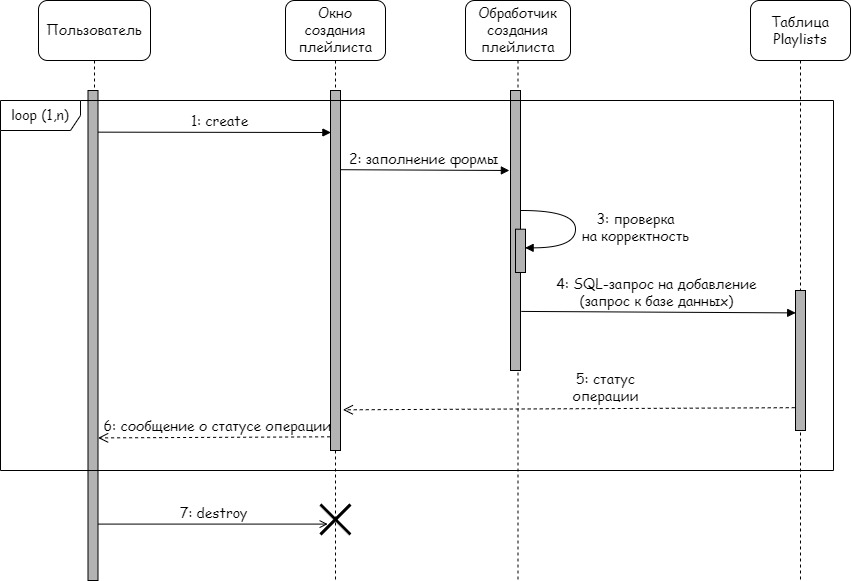 Пользователь
Окно
создания
плейлиста
Обработчик
создания
плейлиста
Таблица
Playlists
loop (1,n)
1: create
2: заполнение формы
3: проверка
на корректность
4: SQL-запрос на добавление
(запрос к базе данных)
5: статус
операции
6: сообщение о статусе операции
7: destroy